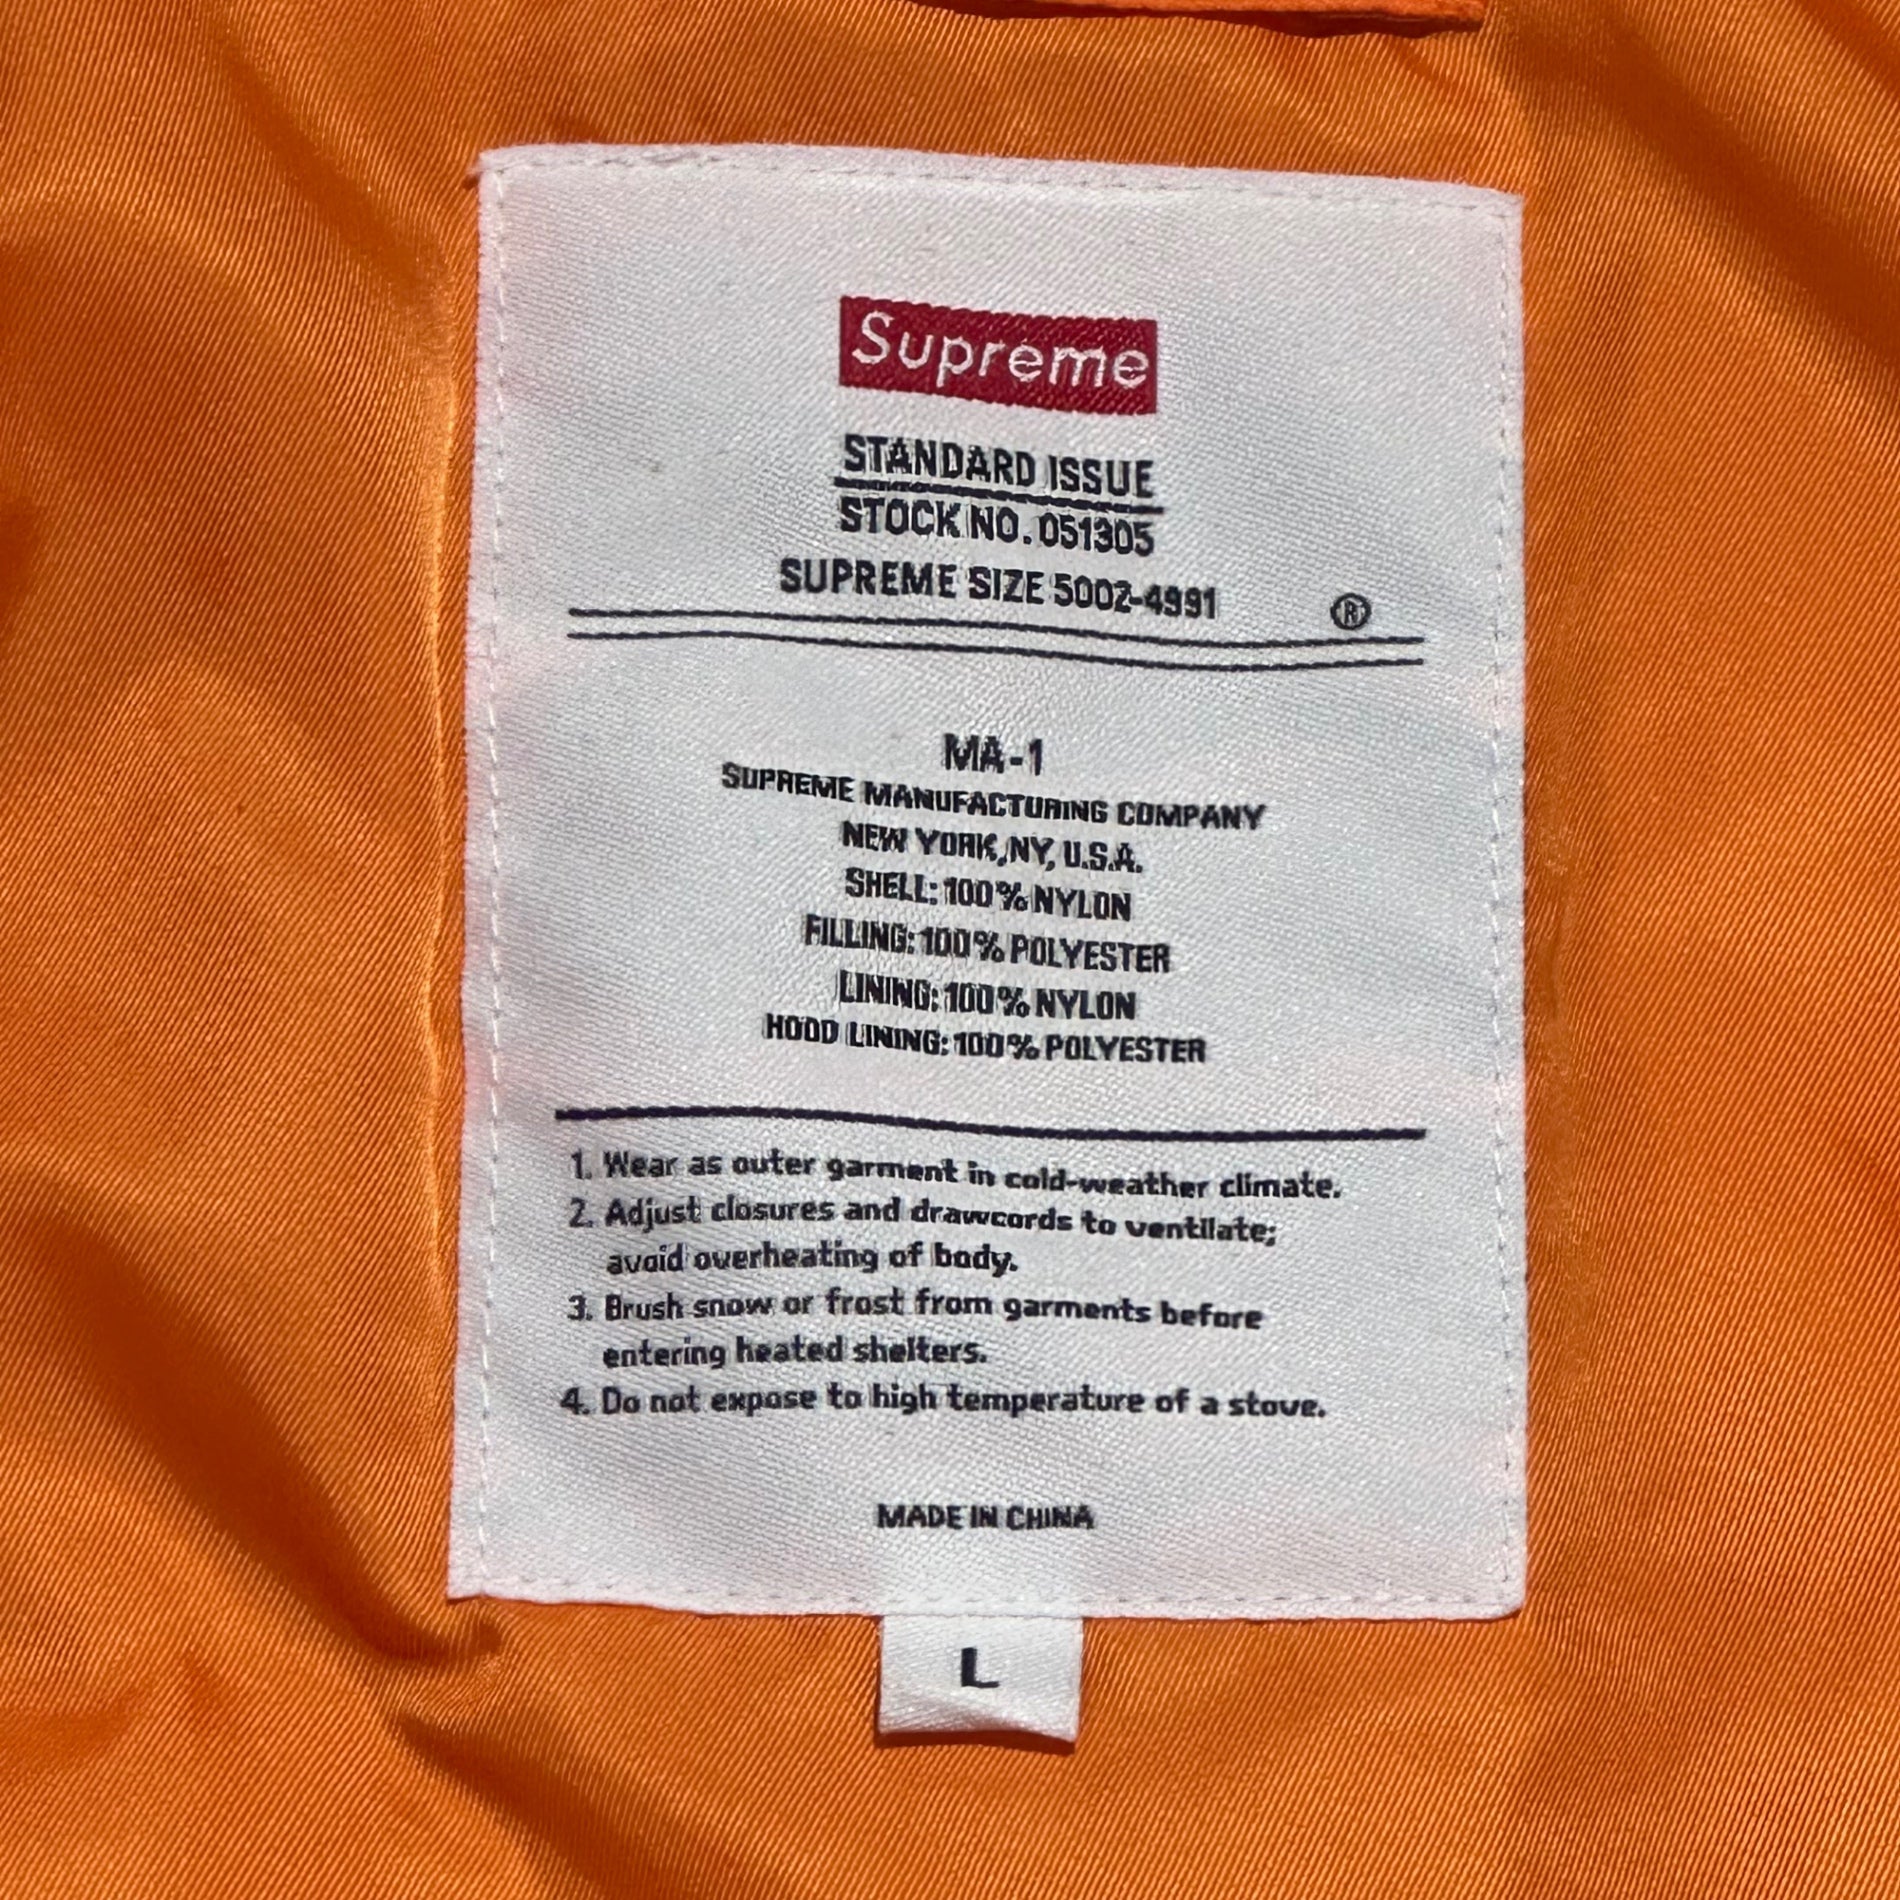 Supreme
STANDARD ISSUE
STOCK NO. 051305
SUPREME SIZE 5002-4991 ®
MA-1
SUPREME MANUFACTURING COMPANY
NEW YORK,NY, U.S.A.
SHELL: 100% NYLON
FILLING: 100% POLYESTER
LINING: 100% NYLON
HOOD LINING: 100% POLYESTER
1. Wear as outer garment in cold-weather climate.
2. Adjust closures and drawcords to ventilate;
avoid overheating of body.
3. Brush snow or frost from garments before
entering heated shelters.
4. Do not expose to high temperature of a stove.
MADE IN CHINA
L